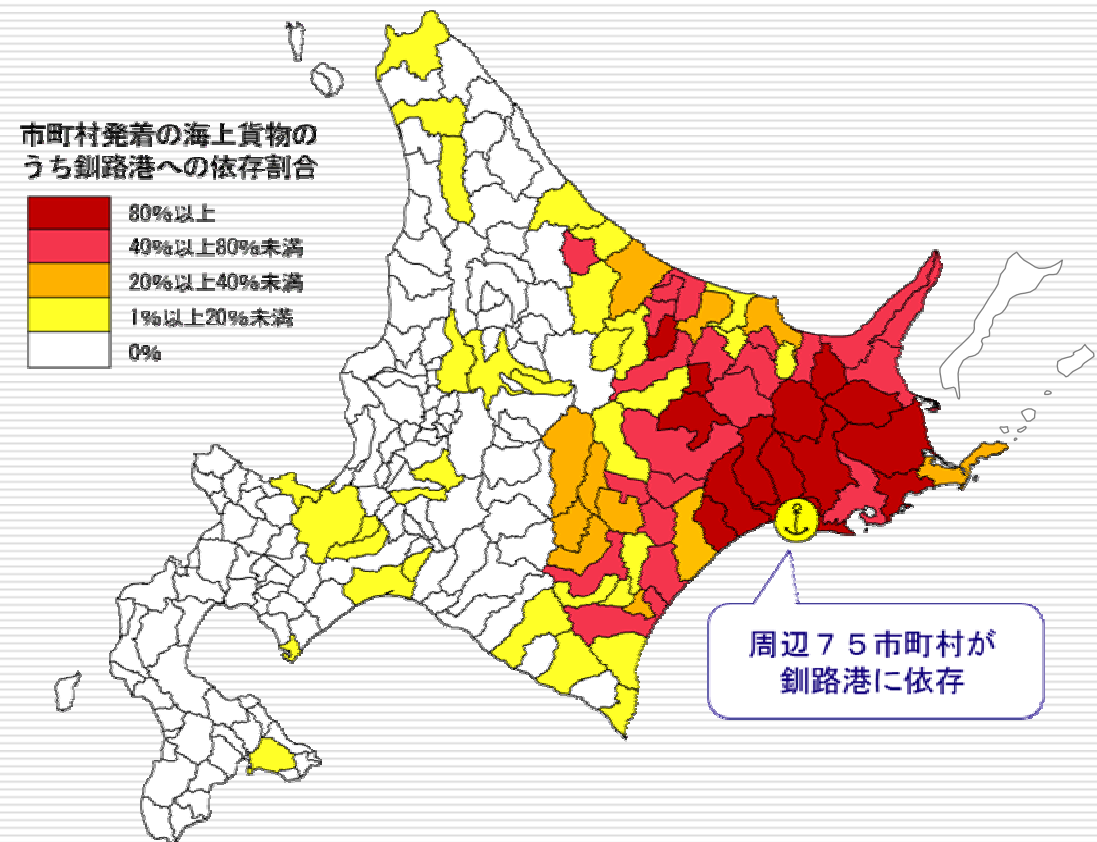 市町村発着の海上貨物の
うち釧路港への依存割合
80%以上
40%以上80%未満
20%以上40%未満
1%以上20%未満
0%
周辺７５市町村が
釧路港に依存